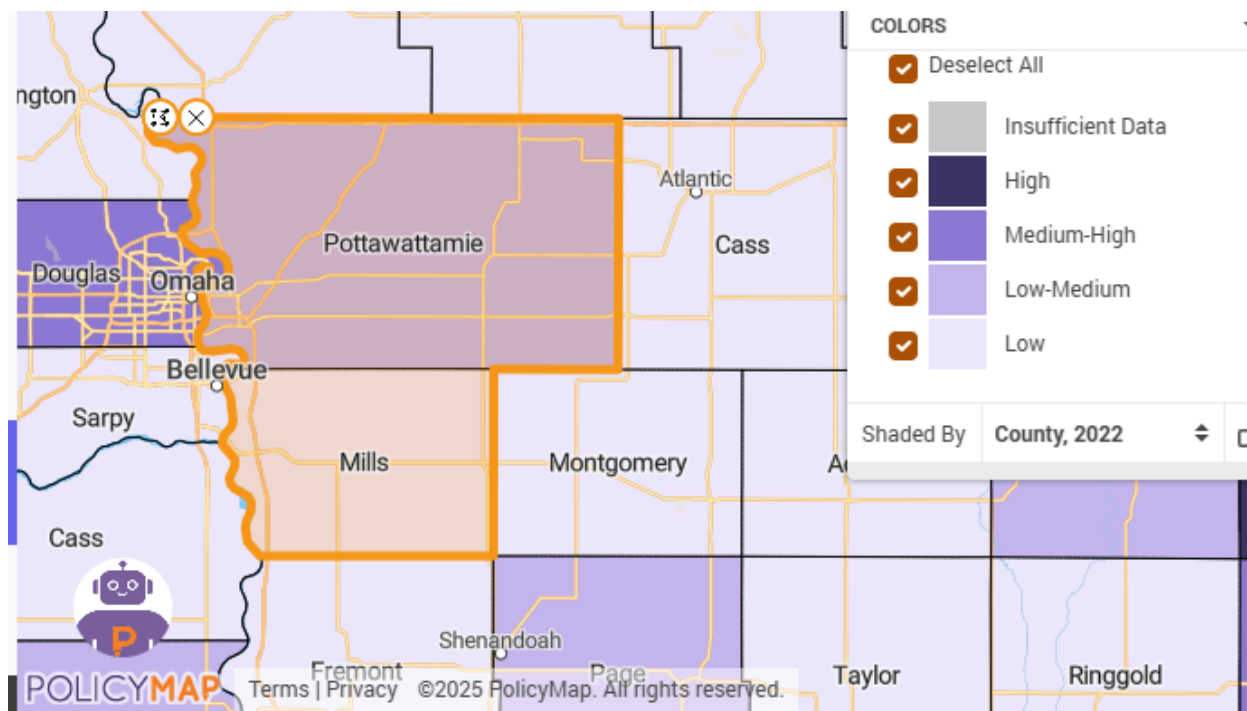 COLORS
Deselect All
Insufficient Data
High
Medium-High
Low-Medium
Low
Shaded By County, 2022
ngton
Atlantic
Pottawattamie
Cass
Douglas
Omaha
Bellevue
Sarpy
Mills
Montgomery
Cass
Shenandoah
Fremont
Page
Taylor
Ringgold
P
POLICYMAP
Terms | Privacy ©2025 PolicyMap. All rights reserved.